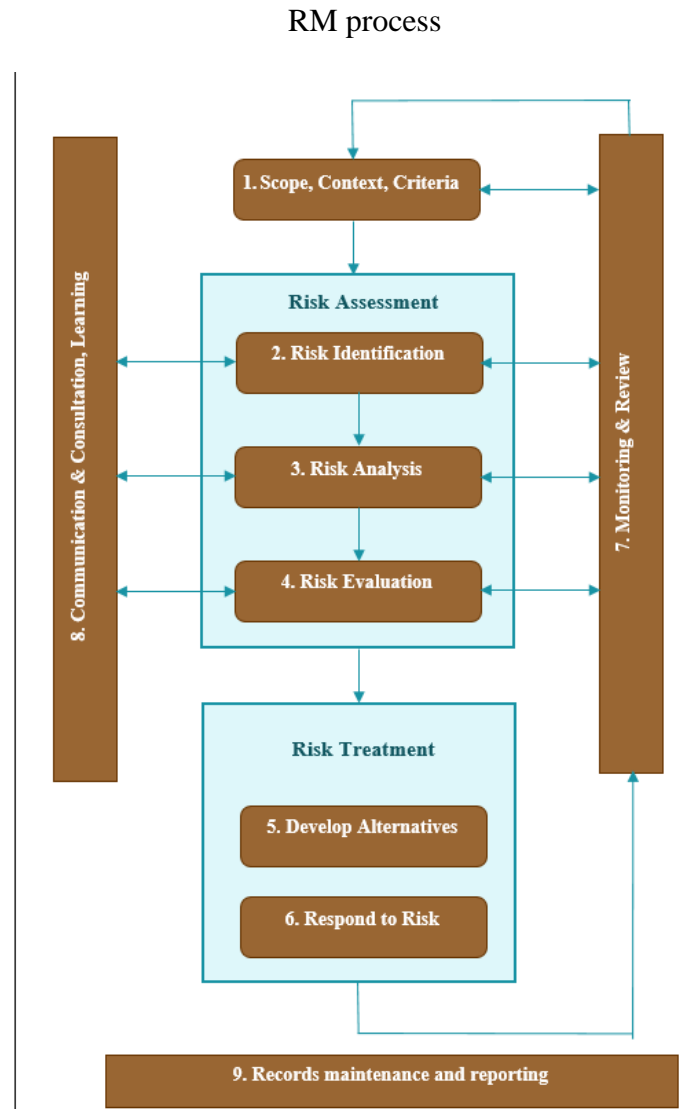 RM process
1. Scope, Context, Criteria
Risk Assessment
2. Risk Identification
3. Risk Analysis
4. Risk Evaluation
Risk Treatment
5. Develop Alternatives
6. Respond to Risk
7. Monitoring & Review
8. Communication & Consultation, Learning
9. Records maintenance and reporting